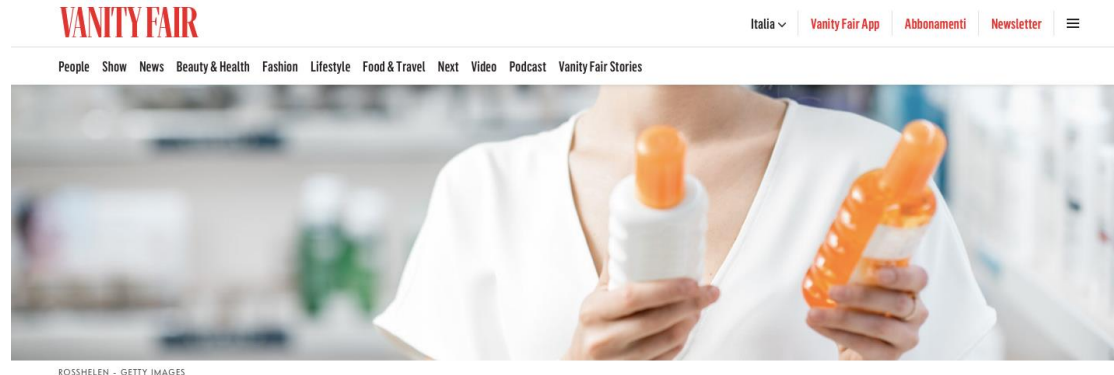 VANITY FAIR
Italia Vanity Fair App Abbonamenti Newsletter
People Show News Beauty & Health Fashion Lifestyle Food & Travel Next Video Podcast Vanity Fair Stories
ROSSHELEN - GETTY IMAGES